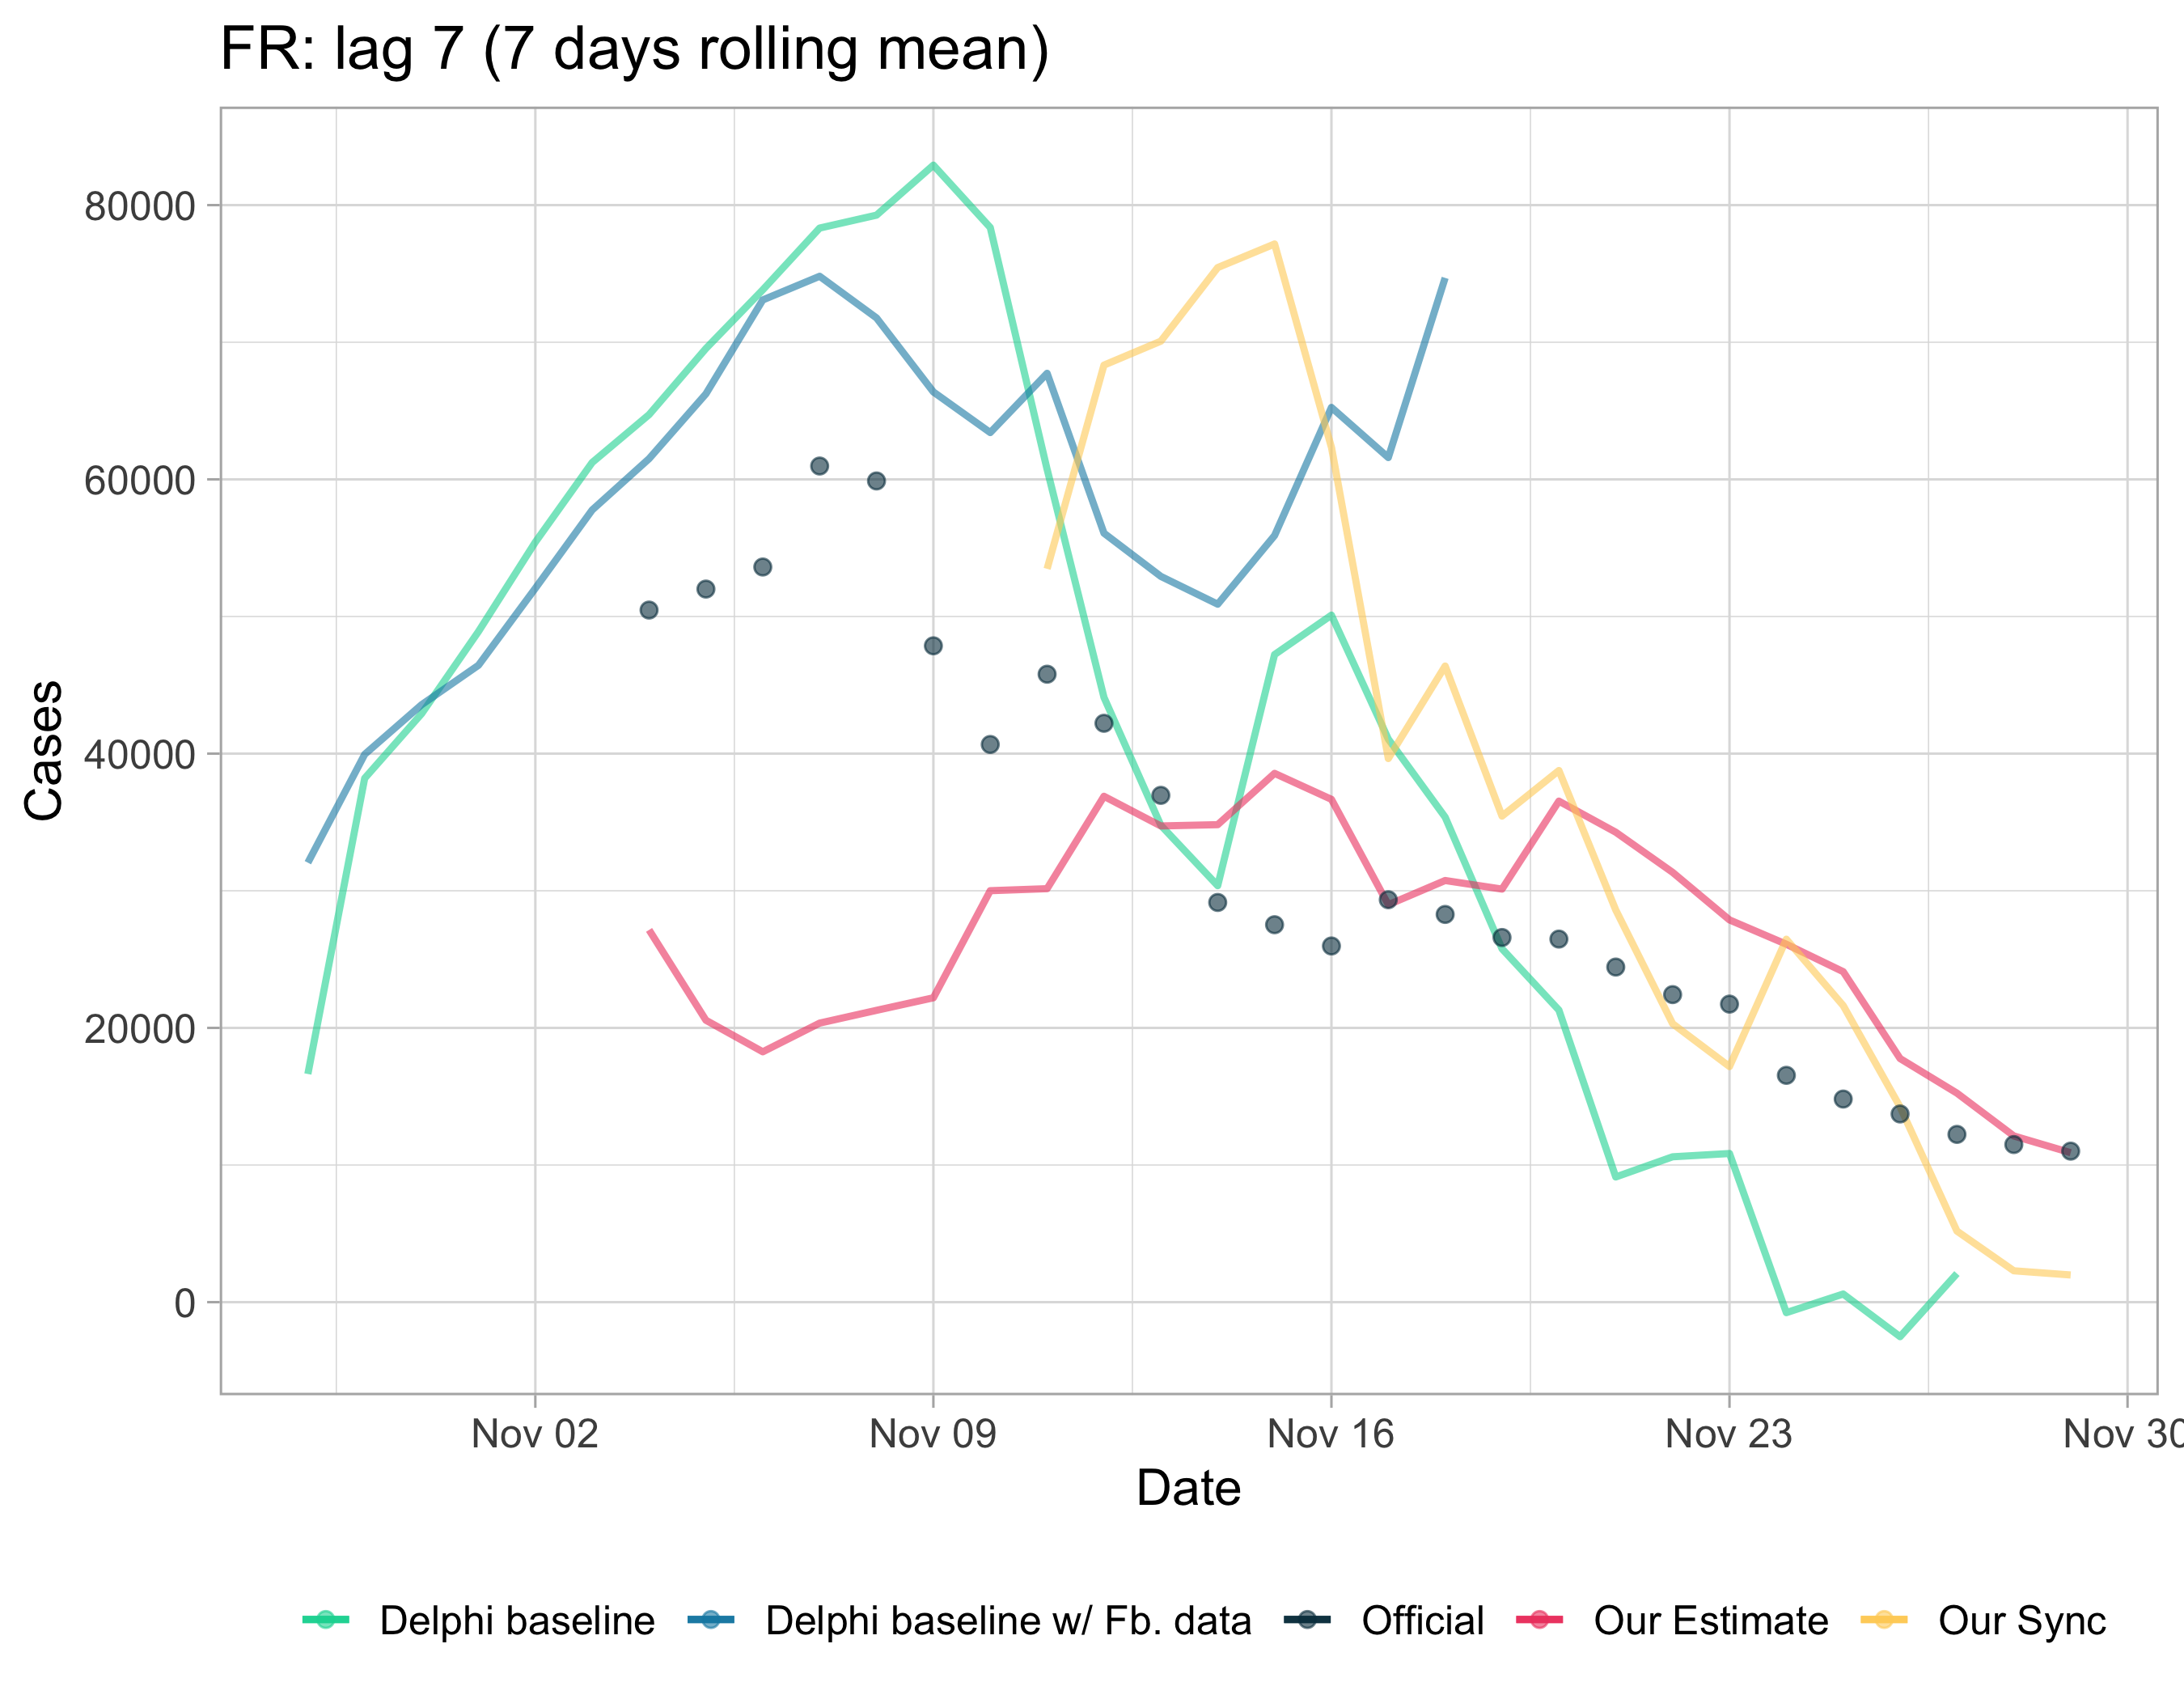 FR: lag 7 (7 days rolling mean)
80000
60000
40000
20000
0
Cases
Nov 02 Nov 09 Nov 16 Nov 23 Nov 30
Date
Delphi baseline Delphi baseline w/ Fb. data Official Our Estimate Our Sync